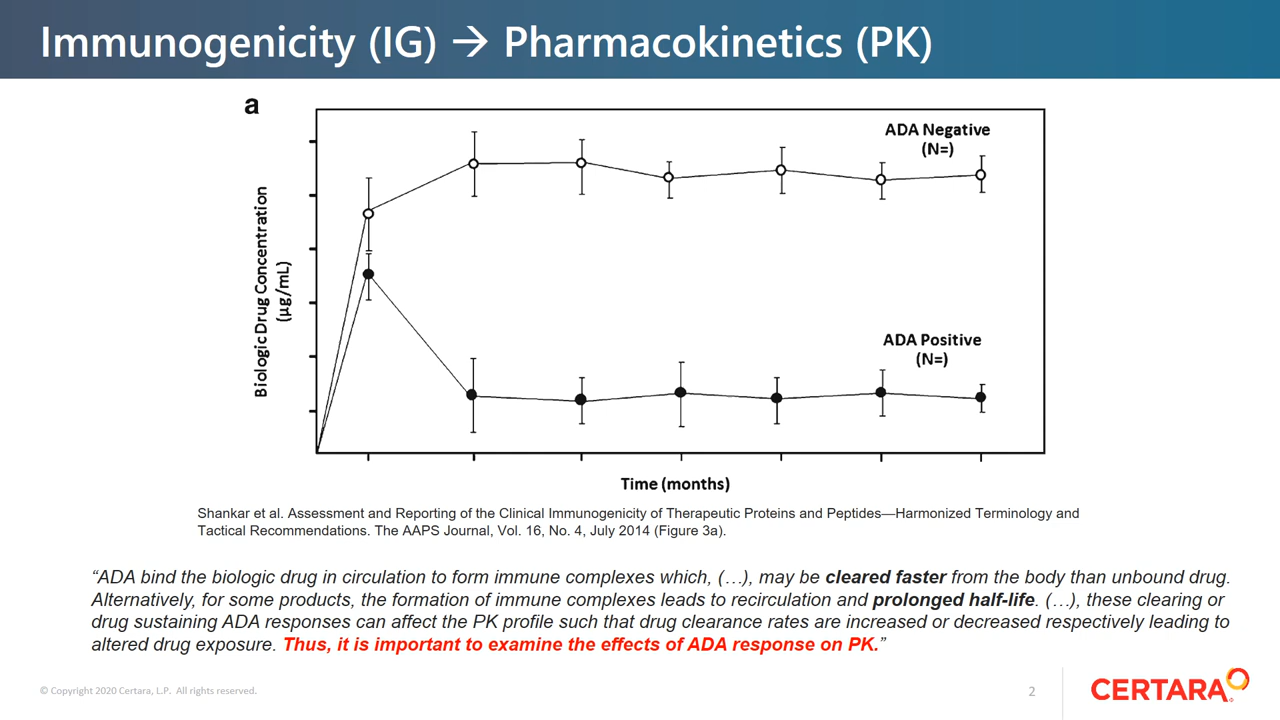 Immunogenicity (IG) → Pharmacokinetics (PK)
a
ADA Negative
(N=)
Biologic Drug Concentration
(µg/mL)
ADA Positive
(N=)
Time (months)
Shankar et al. Assessment and Reporting of the Clinical Immunogenicity of Therapeutic Proteins and Peptides—Harmonized Terminology and
Tactical Recommendations. The AAPS Journal, Vol. 16, No. 4, July 2014 (Figure 3a).
“ADA bind the biologic drug in circulation to form immune complexes which, (…), may be cleared faster from the body than unbound drug.
Alternatively, for some products, the formation of immune complexes leads to recirculation and prolonged half-life. (…), these clearing or
drug sustaining ADA responses can affect the PK profile such that drug clearance rates are increased or decreased respectively leading to
altered drug exposure. Thus, it is important to examine the effects of ADA response on PK.”
© Copyright 2020 Certara, L.P. All rights reserved.
2
CERTARA